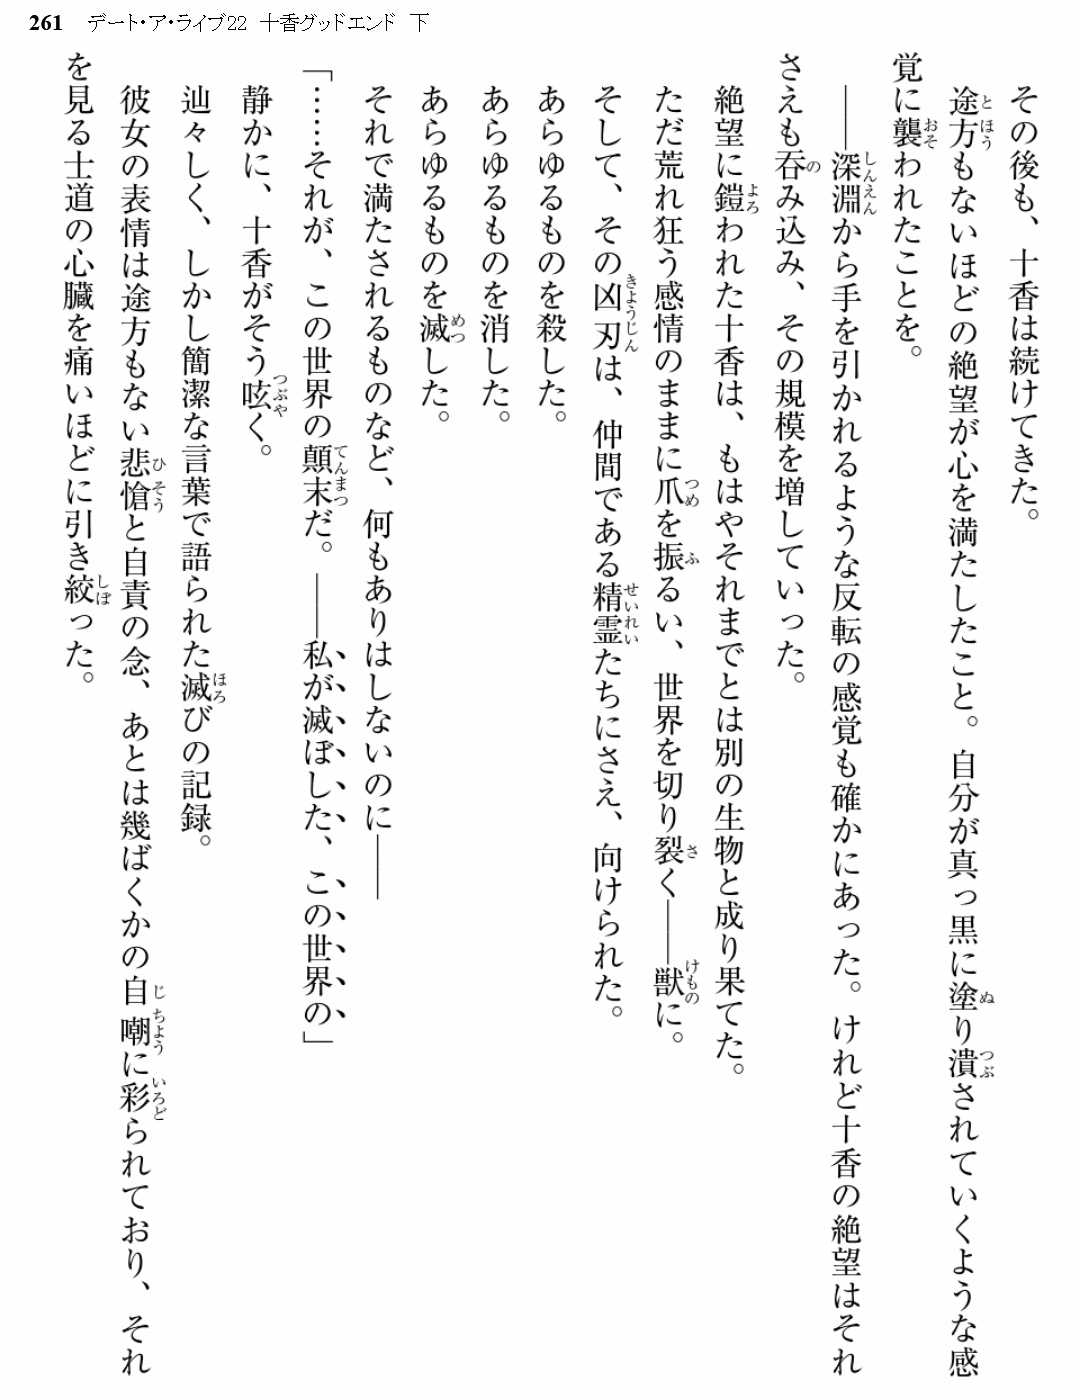 261 デート・ア・ライブ22 十香グッドエンド 下
その後も、十香は続けてきた。
途方もないほどの絶望が心を満たしたこと。自分が真っ黒に塗り潰されていくような感
覚に襲われたことを。
――深淵から手を引かれるような反転の感覚も確かにあった。けれど十香の絶望はそれ
さえも呑み込み、その規模を増していった。
絶望に鎧われた十香は、もはやそれまでとは別の生物と成り果てた。
ただ荒れ狂う感情のままに爪を振るい、世界を切り裂く――獣に。
そして、その凶刃は、仲間である精霊たちにさえ、向けられた。
あらゆるものを殺した。
あらゆるものを消した。
あらゆるものを滅した。
それで満たされるものなど、何もありはしないのに――
「……それが、この世界の顛末だ。――私が滅ぼした、この世界の」
静かに、十香がそう呟く。
辿々しく、しかし簡潔な言葉で語られた滅びの記録。
彼女の表情は途方もない悲愴と自責の念、あとは幾ばくかの自嘲に彩られており、それ
を見る士道の心臓を痛いほどに引き絞った。